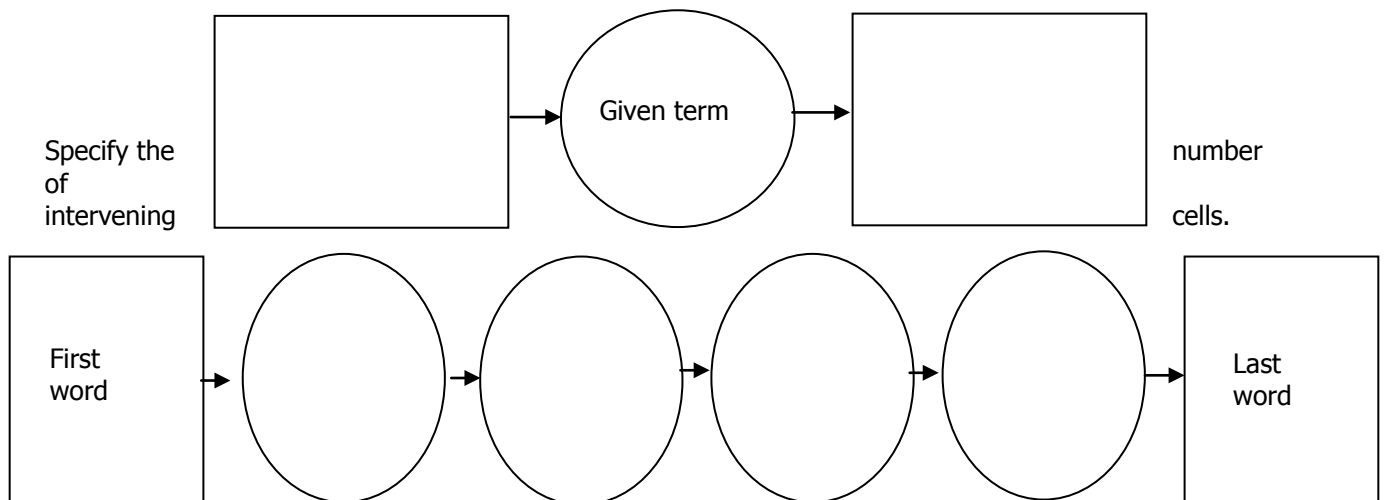 Given term
Specify the number
of
intervening cells.
First
word
Last
word